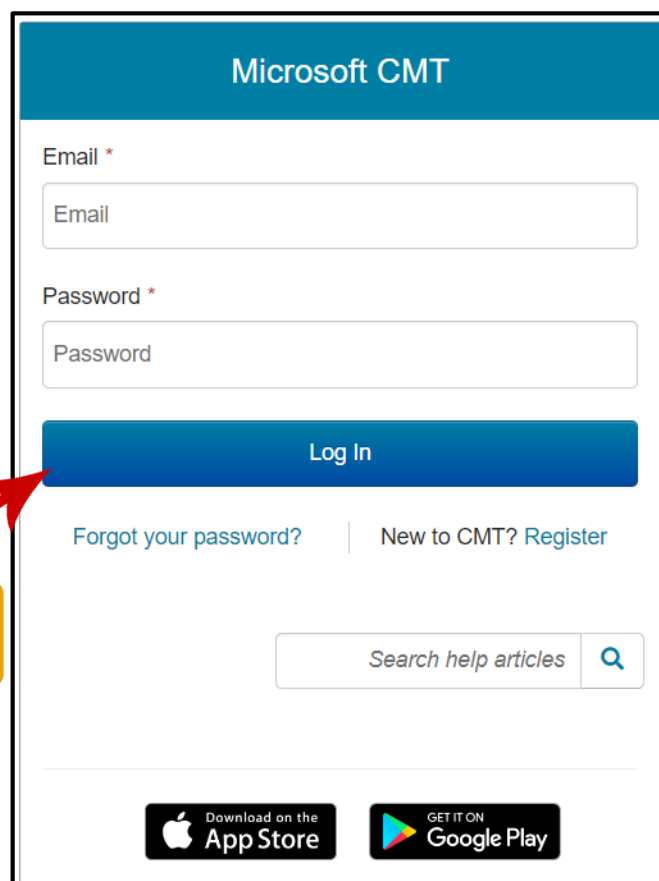 Microsoft CMT
Email *
Email
Password *
Password
Log In
Forgot your password? New to CMT? Register
Search help articles
Download on the
App Store
GET IT ON
Google Play